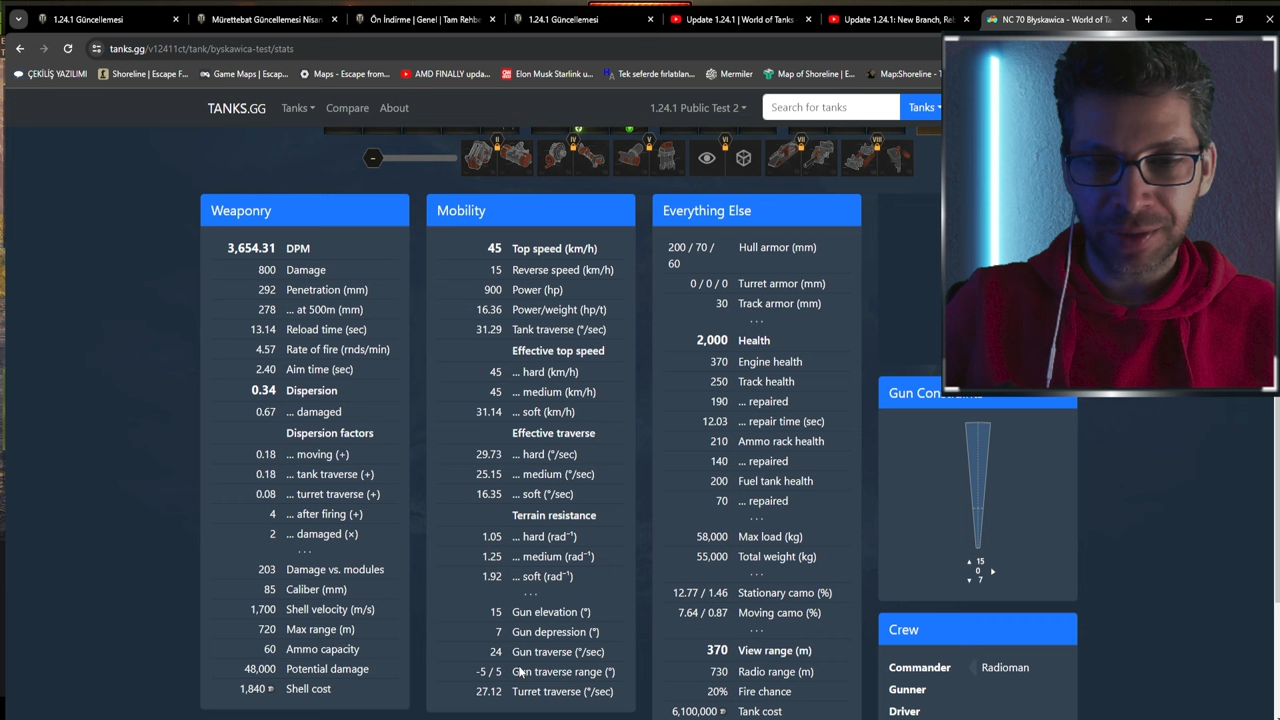 1.24.1 Güncellemesi
Mürettebat Güncellemesi Nisan
Ön İndirme | Genel | Tam Rehbe
1.24.1 Güncellemesi
Update 1.24.1 | World of Tanks
Update 1.24.1: New Branch, Reb
NC 70 Błyskawica - World of Ta
tanks.gg/v12411ct/tank/byskawica-test/stats
ÇEKİLİŞ YAZILIMI
Shoreline | Escape F...
Game Maps | Escap...
Maps - Escape from...
AMD FINALLY upda...
Elon Musk Starlink u...
Tek seferde fırlatılan...
Mermiler
Map of Shoreline | E...
Map:Shoreline - T
TANKS.GG
Tanks
Compare
About
1.24.1 Public Test 2
Search for tanks
Tanks
II
IV
V
VI
VII
VIII
Weaponry
3,654.31 DPM
800 Damage
292 Penetration (mm)
278 ... at 500m (mm)
13.14 Reload time (sec)
4.57 Rate of fire (rnds/min)
2.40 Aim time (sec)
0.34 Dispersion
0.67 ... damaged
Dispersion factors
0.18 ... moving (+)
0.18 ... tank traverse (+)
0.08 ... turret traverse (+)
4 ... after firing (+)
2 ... damaged (×)
...
203 Damage vs. modules
85 Caliber (mm)
1,700 Shell velocity (m/s)
720 Max range (m)
60 Ammo capacity
48,000 Potential damage
1,840 Shell cost
Mobility
45 Top speed (km/h)
15 Reverse speed (km/h)
900 Power (hp)
16.36 Power/weight (hp/t)
31.29 Tank traverse (°/sec)
Effective top speed
45 ... hard (km/h)
45 ... medium (km/h)
31.14 ... soft (km/h)
Effective traverse
29.73 ... hard (°/sec)
25.15 ... medium (°/sec)
16.35 ... soft (°/sec)
Terrain resistance
1.05 ... hard (rad⁻¹)
1.25 ... medium (rad⁻¹)
1.92 ... soft (rad⁻¹)
...
15 Gun elevation (°)
7 Gun depression (°)
24 Gun traverse (°/sec)
-5 / 5 Gun traverse range (°)
27.12 Turret traverse (°/sec)
Everything Else
200 / 70 / Hull armor (mm)
60
0 / 0 / 0 Turret armor (mm)
30 Track armor (mm)
...
2,000 Health
370 Engine health
250 Track health
190 ... repaired
12.03 ... repair time (sec)
210 Ammo rack health
140 ... repaired
200 Fuel tank health
70 ... repaired
...
58,000 Max load (kg)
55,000 Total weight (kg)
...
12.77 / 1.46 Stationary camo (%)
7.64 / 0.87 Moving camo (%)
...
370 View range (m)
730 Radio range (m)
20% Fire chance
6,100,000 Tank cost
Gun
15
0
7
Crew
Commander Radioman
Gunner
Driver